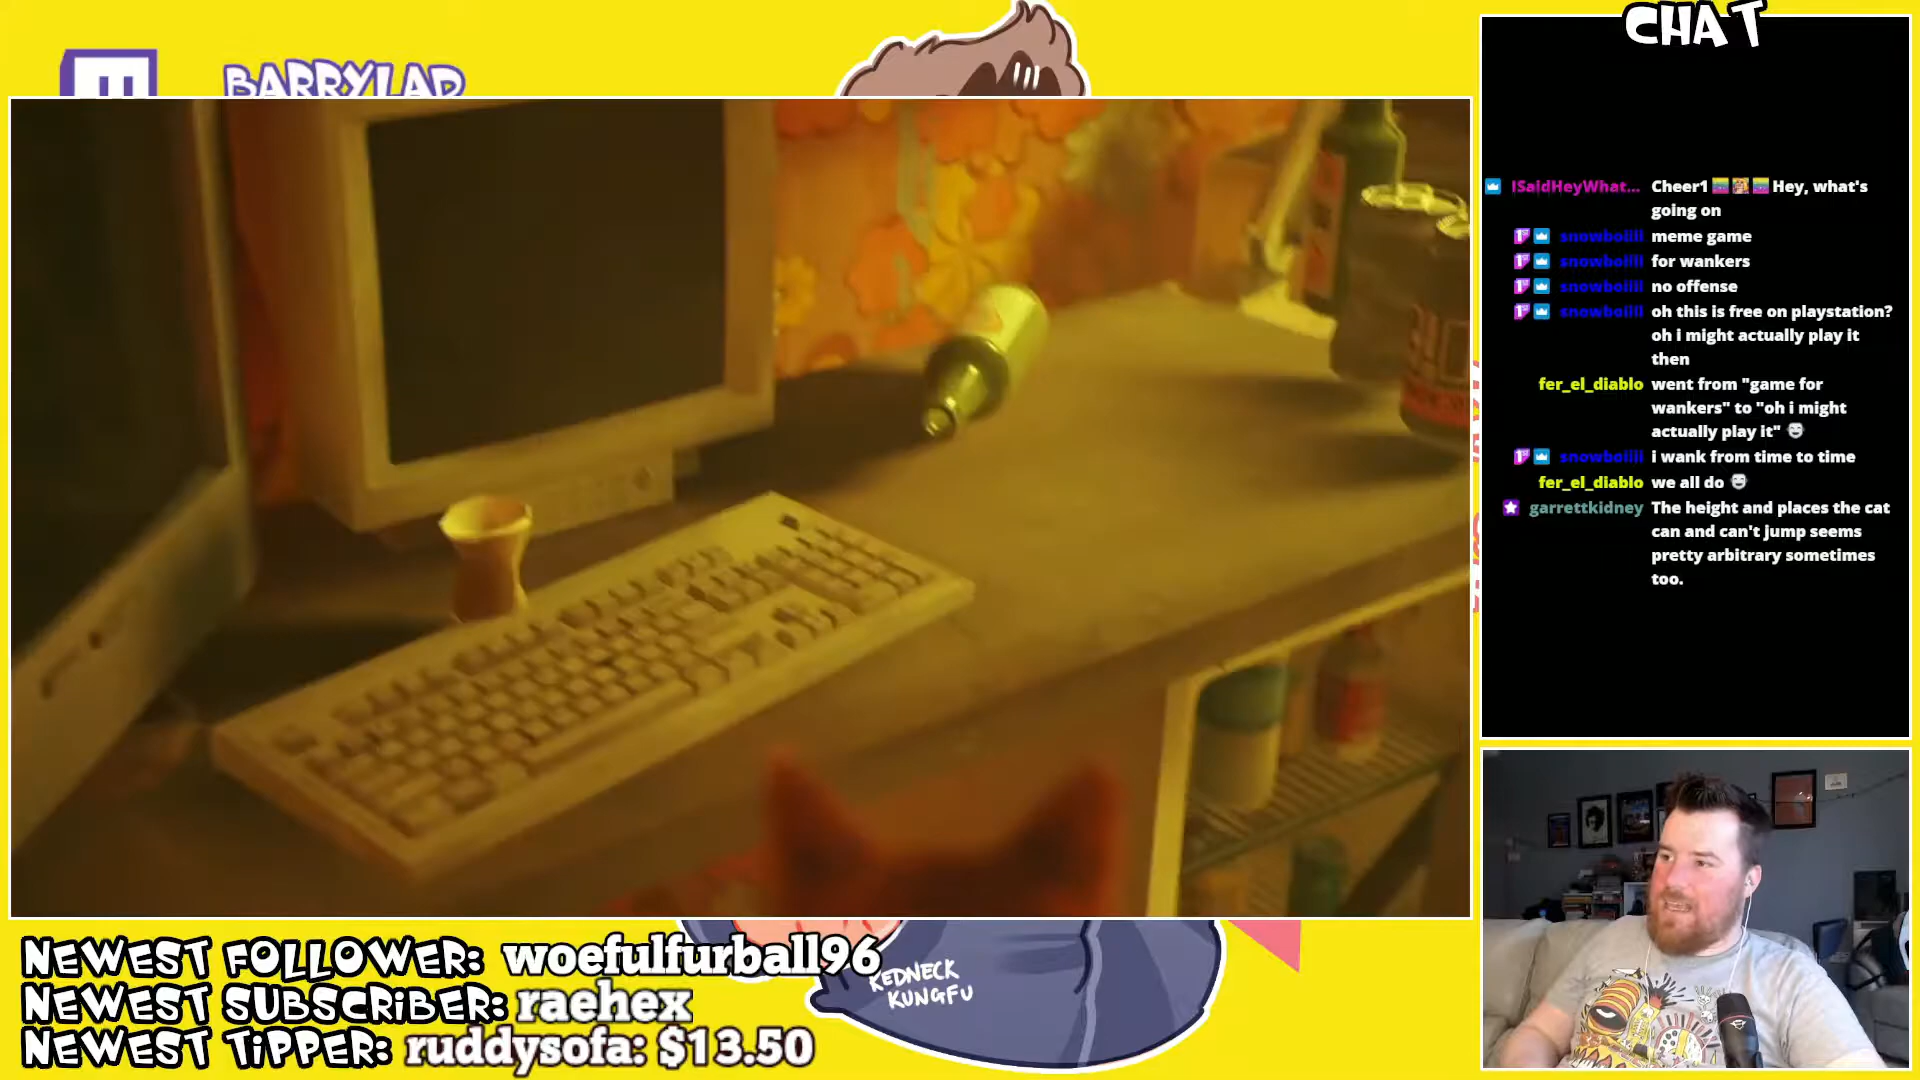 CHAT
BARRYLAD
ISaidHeyWhat... Cheer1 Hey, what's
going on
snowboiiii meme game
snowboiiii for wankers
snowboiiii no offense
snowboiiii oh this is free on playstation?
oh i might actually play it
then
fer_el_diablo went from "game for
wankers" to "oh i might
actually play it"
snowboiiii i wank from time to time
fer_el_diablo we all do
garrettkidney The height and places the cat
can and can't jump seems
pretty arbitrary sometimes
too.
NEWEST FOLLOWER: woefulfurball96
NEWEST SUBSCRIBER: raehex
NEWEST TIPPER: ruddysofa: $13.50
REDNECK
KUNGFU